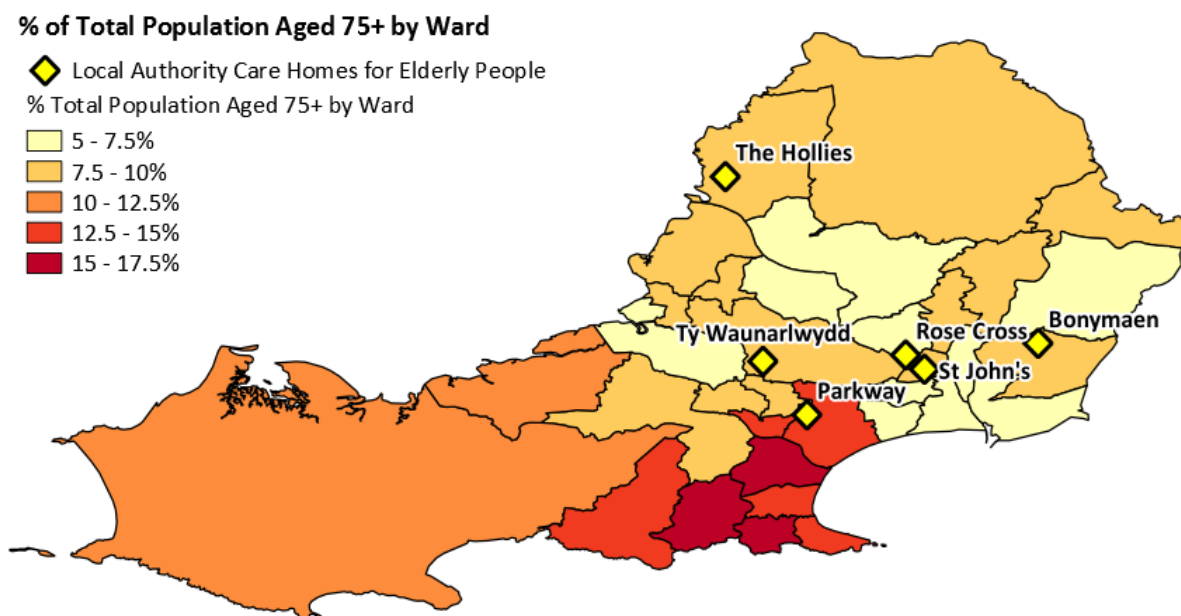 % of Total Population Aged 75+ by Ward
Local Authority Care Homes for Elderly People
% Total Population Aged 75+ by Ward
5 - 7.5%
7.5 - 10%
10 - 12.5%
12.5 - 15%
15 - 17.5%
The Hollies
Ty Waunarlwydd
Rose Cross
Bonymaen
St John's
Parkway